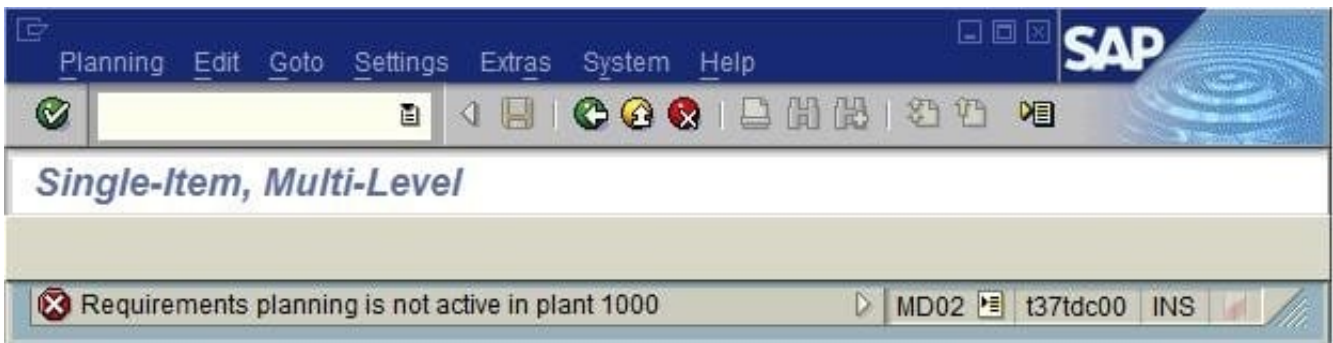 Planning Edit Goto Settings Extras System Help
SAP
Single-Item, Multi-Level
Requirements planning is not active in plant 1000 MD02 t37tdc00 INS